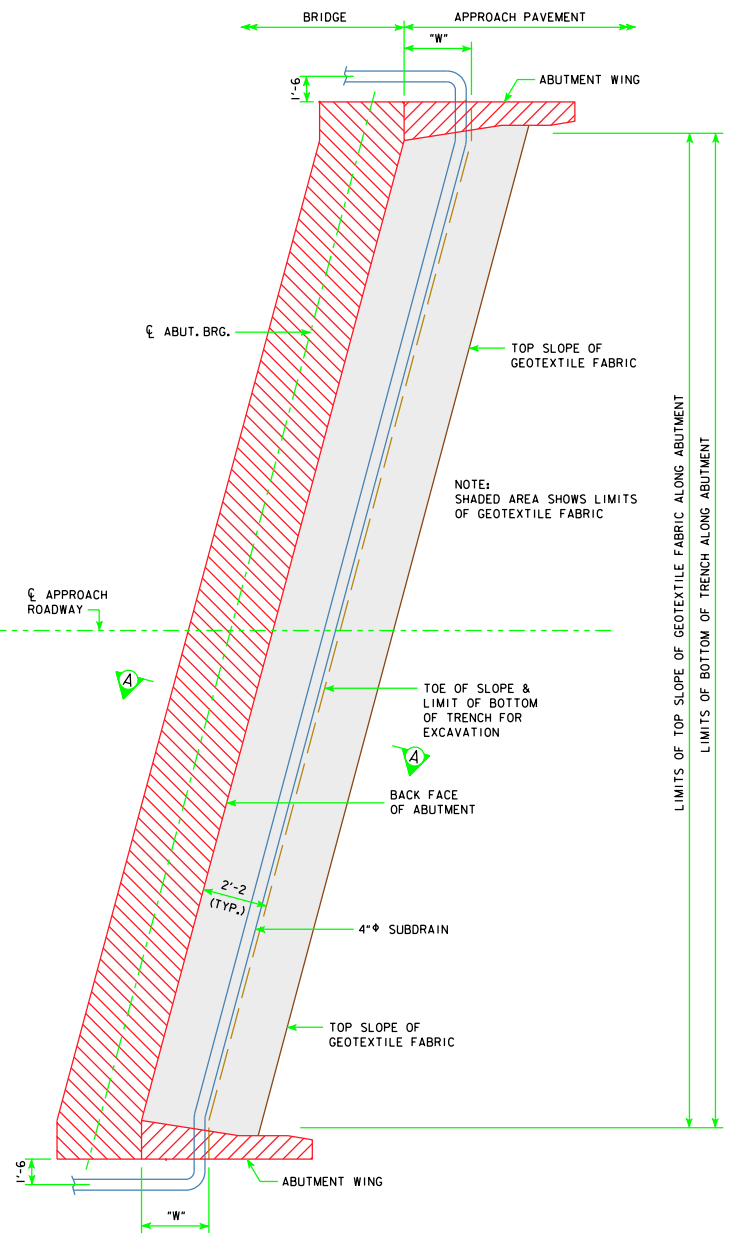 BRIDGE
APPROACH PAVEMENT
"W"
1'-6
ABUTMENT WING
℄ ABUT. BRG.
TOP SLOPE OF
GEOTEXTILE FABRIC
NOTE:
SHADED AREA SHOWS LIMITS
OF GEOTEXTILE FABRIC
LIMITS OF TOP SLOPE OF GEOTEXTILE FABRIC ALONG ABUTMENT
LIMITS OF BOTTOM OF TRENCH ALONG ABUTMENT
℄ APPROACH
ROADWAY
A
TOE OF SLOPE &
LIMIT OF BOTTOM
OF TRENCH FOR
EXCAVATION
A
BACK FACE
OF ABUTMENT
2'-2
(TYP.)
4"Φ SUBDRAIN
TOP SLOPE OF
GEOTEXTILE FABRIC
1'-6
ABUTMENT WING
"W"